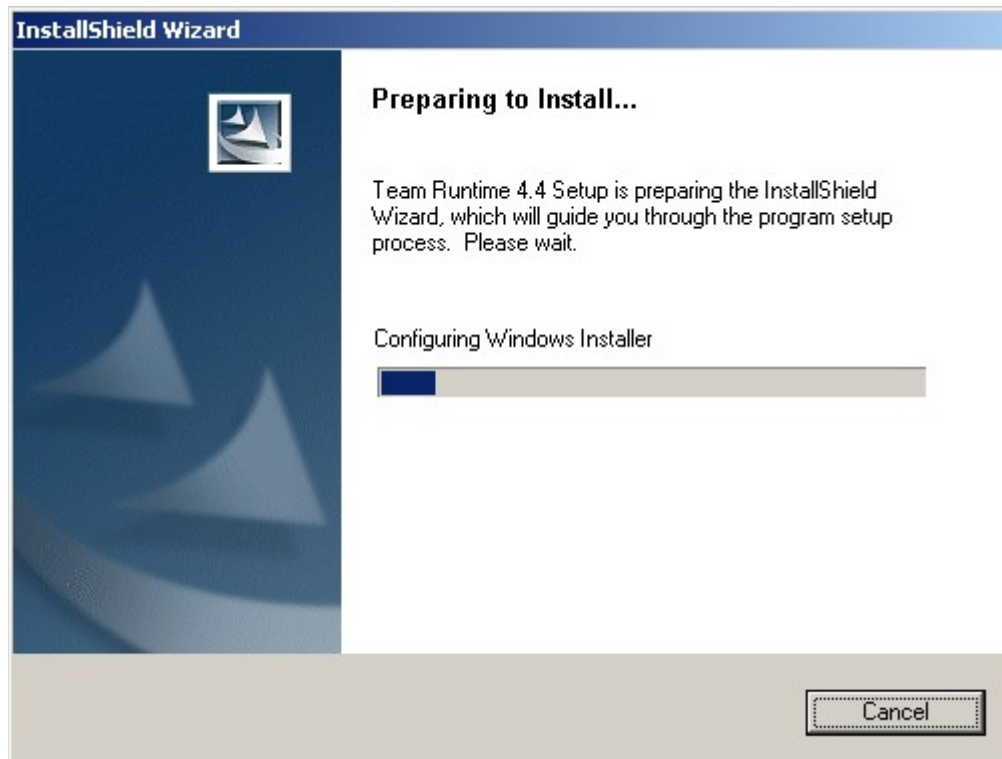 InstallShield Wizard
Preparing to Install...
Team Runtime 4.4 Setup is preparing the InstallShield
Wizard, which will guide you through the program setup
process.  Please wait.
Configuring Windows Installer
Cancel